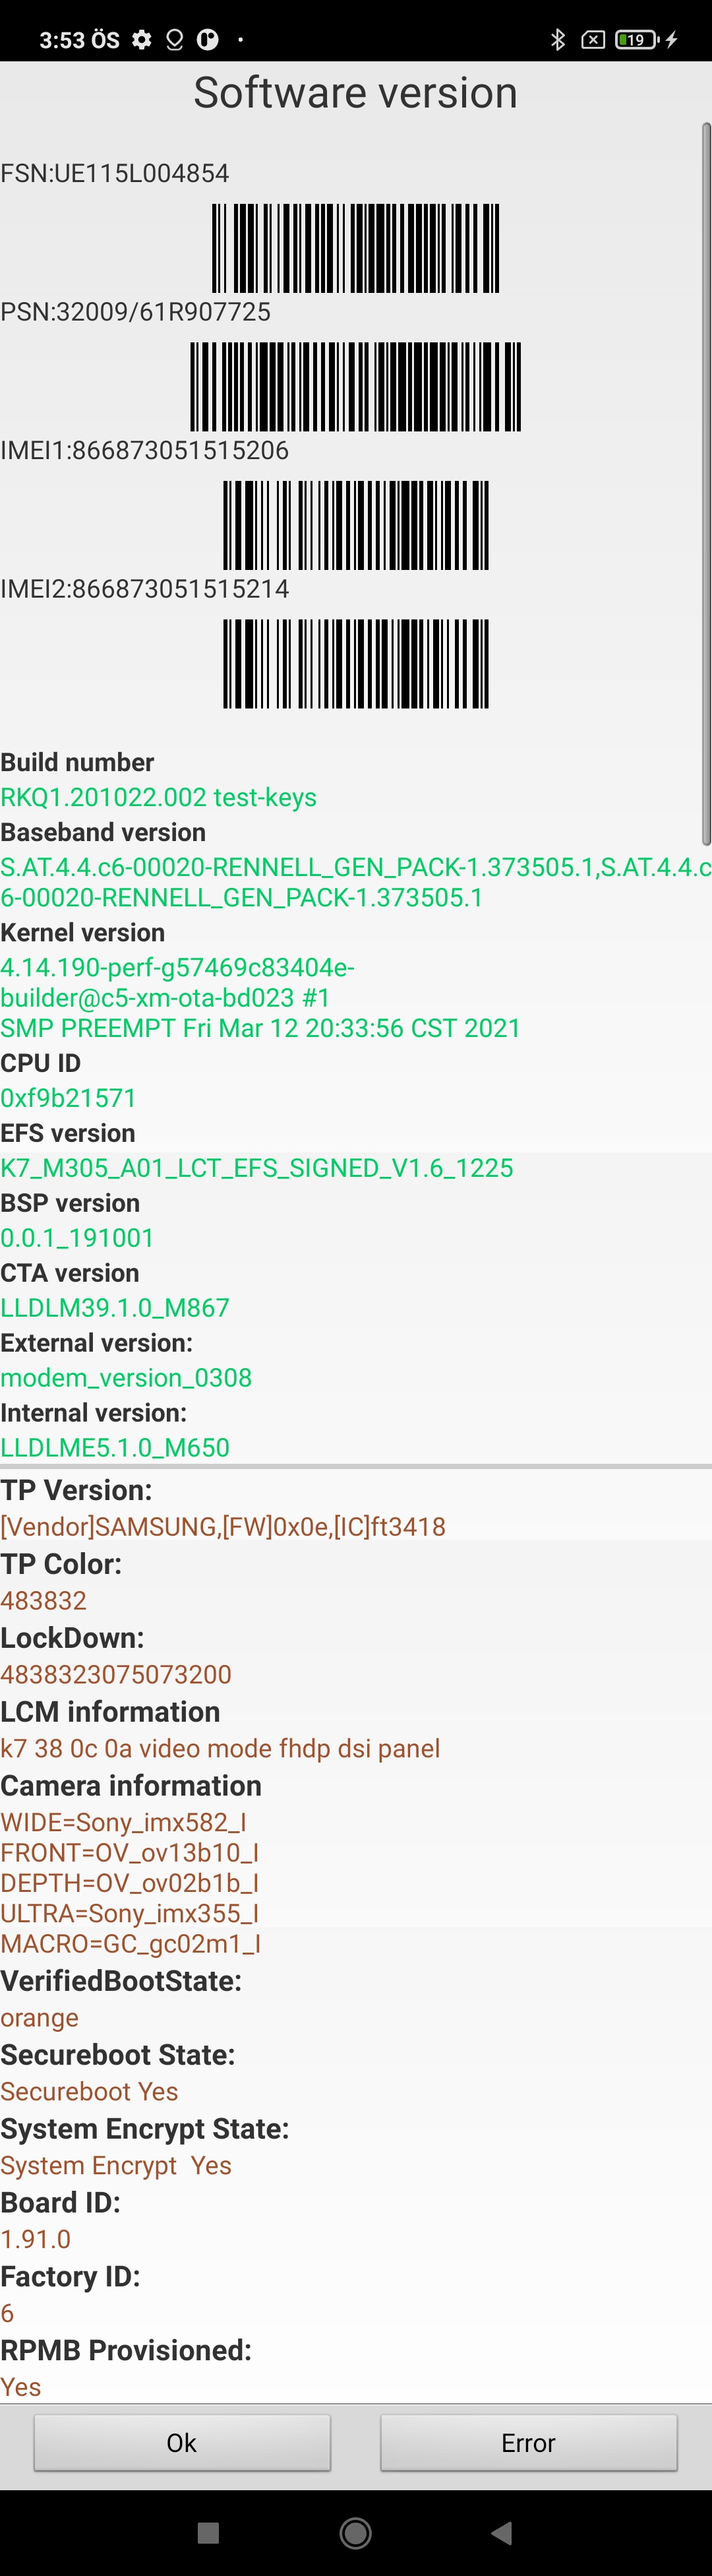 3:53 ÖS
19
Software version
FSN:UE115L004854
PSN:32009/61R907725
IMEI1:866873051515206
IMEI2:866873051515214
Build number
RKQ1.201022.002 test-keys
Baseband version
S.AT.4.4.c6-00020-RENNELL_GEN_PACK-1.373505.1,S.AT.4.4.c
6-00020-RENNELL_GEN_PACK-1.373505.1
Kernel version
4.14.190-perf-g57469c83404e-
builder@c5-xm-ota-bd023 #1
SMP PREEMPT Fri Mar 12 20:33:56 CST 2021
CPU ID
0xf9b21571
EFS version
K7_M305_A01_LCT_EFS_SIGNED_V1.6_1225
BSP version
0.0.1_191001
CTA version
LLDLM39.1.0_M867
External version:
modem_version_0308
Internal version:
LLDLME5.1.0_M650
TP Version:
[Vendor]SAMSUNG,[FW]0x0e,[IC]ft3418
TP Color:
483832
LockDown:
4838323075073200
LCM information
k7 38 0c 0a video mode fhdp dsi panel
Camera information
WIDE=Sony_imx582_I
FRONT=OV_ov13b10_I
DEPTH=OV_ov02b1b_I
ULTRA=Sony_imx355_I
MACRO=GC_gc02m1_I
VerifiedBootState:
orange
Secureboot State:
Secureboot Yes
System Encrypt State:
System Encrypt  Yes
Board ID:
1.91.0
Factory ID:
6
RPMB Provisioned:
Yes
Ok
Error